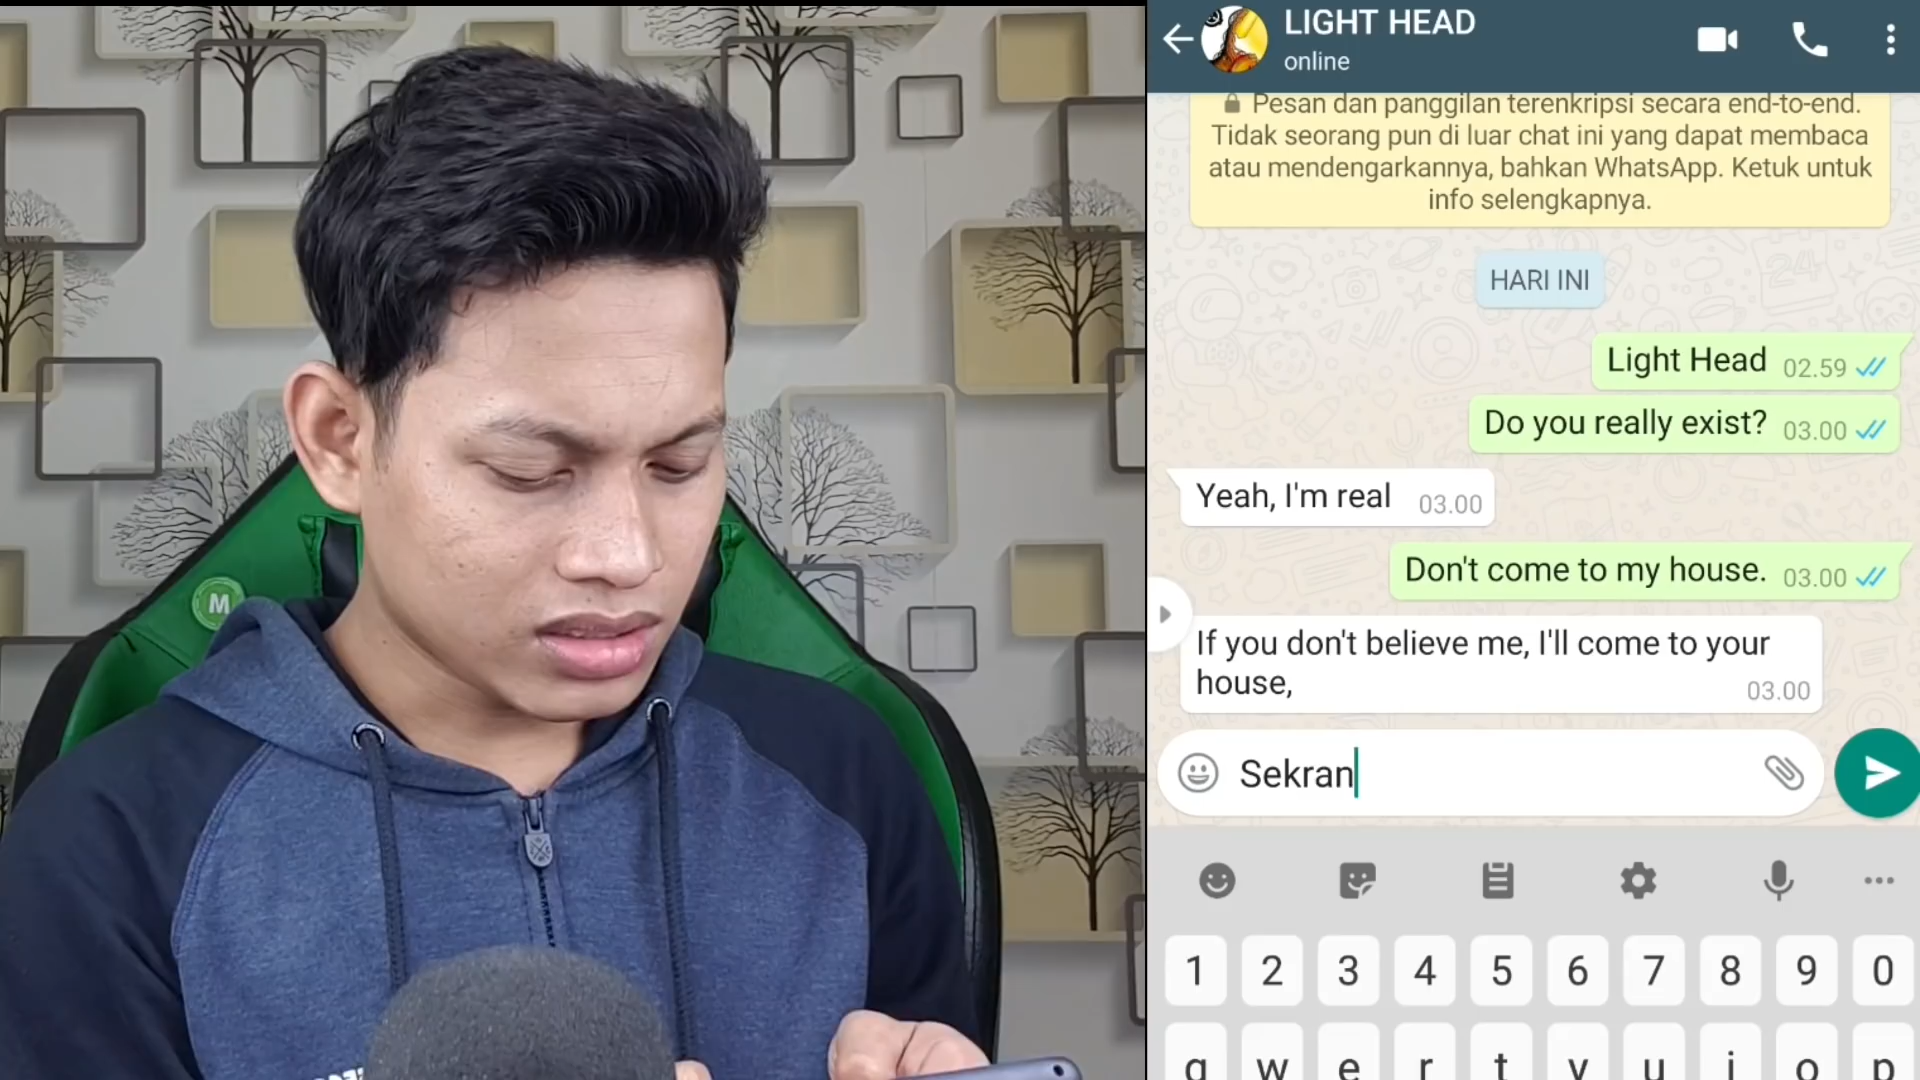 LIGHT HEAD
online
Pesan dan panggilan terenkripsi secara end-to-end.
Tidak seorang pun di luar chat ini yang dapat membaca
atau mendengarkannya, bahkan WhatsApp. Ketuk untuk
info selengkapnya.
HARI INI
Light Head 02.59
Do you really exist? 03.00
Yeah, I'm real 03.00
Don't come to my house. 03.00
If you don't believe me, I'll come to your
house, 03.00
Sekran
1 2 3 4 5 6 7 8 9 0
q w e r t y u i o p
M